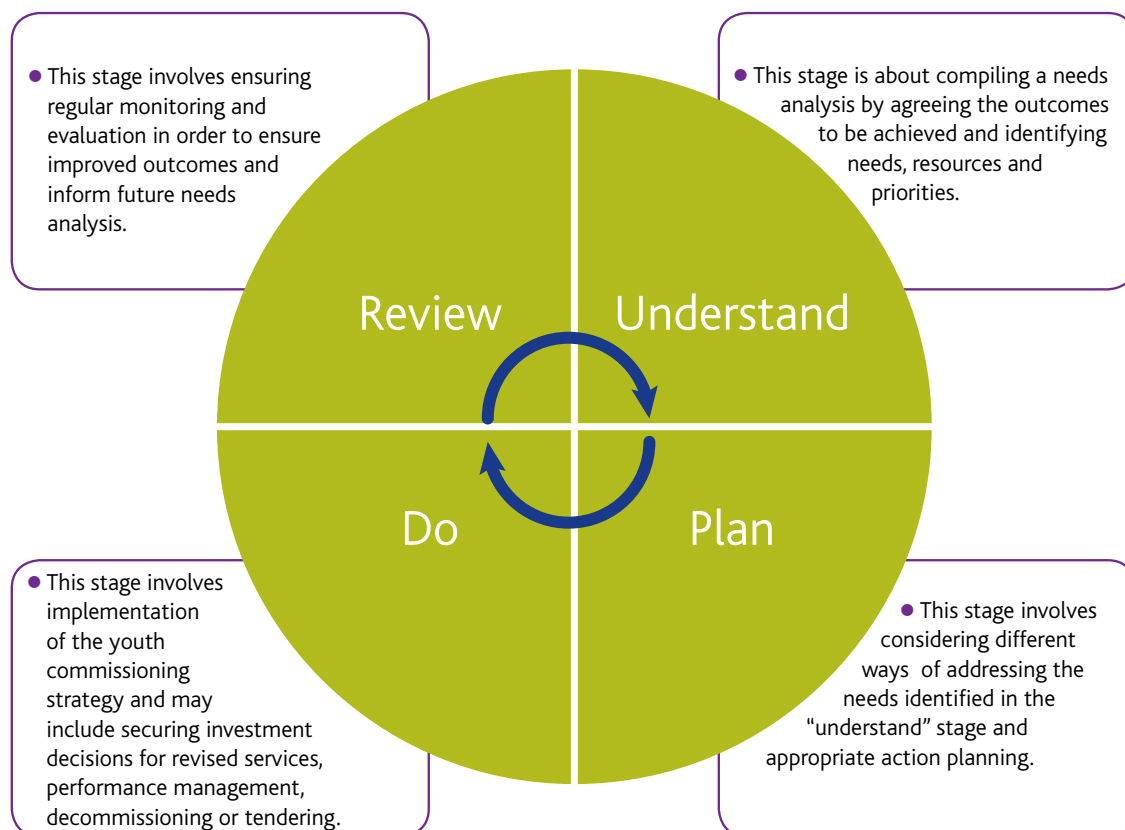 ● This stage involves ensuring
regular monitoring and
evaluation in order to ensure
improved outcomes and
inform future needs
analysis.
● This stage is about compiling a needs
analysis by agreeing the outcomes
to be achieved and identifying
needs, resources and
priorities.
Review
Understand
Do
Plan
● This stage involves
implementation
of the youth
commissioning
strategy and may
include securing investment
decisions for revised services,
performance management,
decommissioning or tendering.
● This stage involves
considering different
ways of addressing the
needs identified in the
“understand” stage and
appropriate action planning.